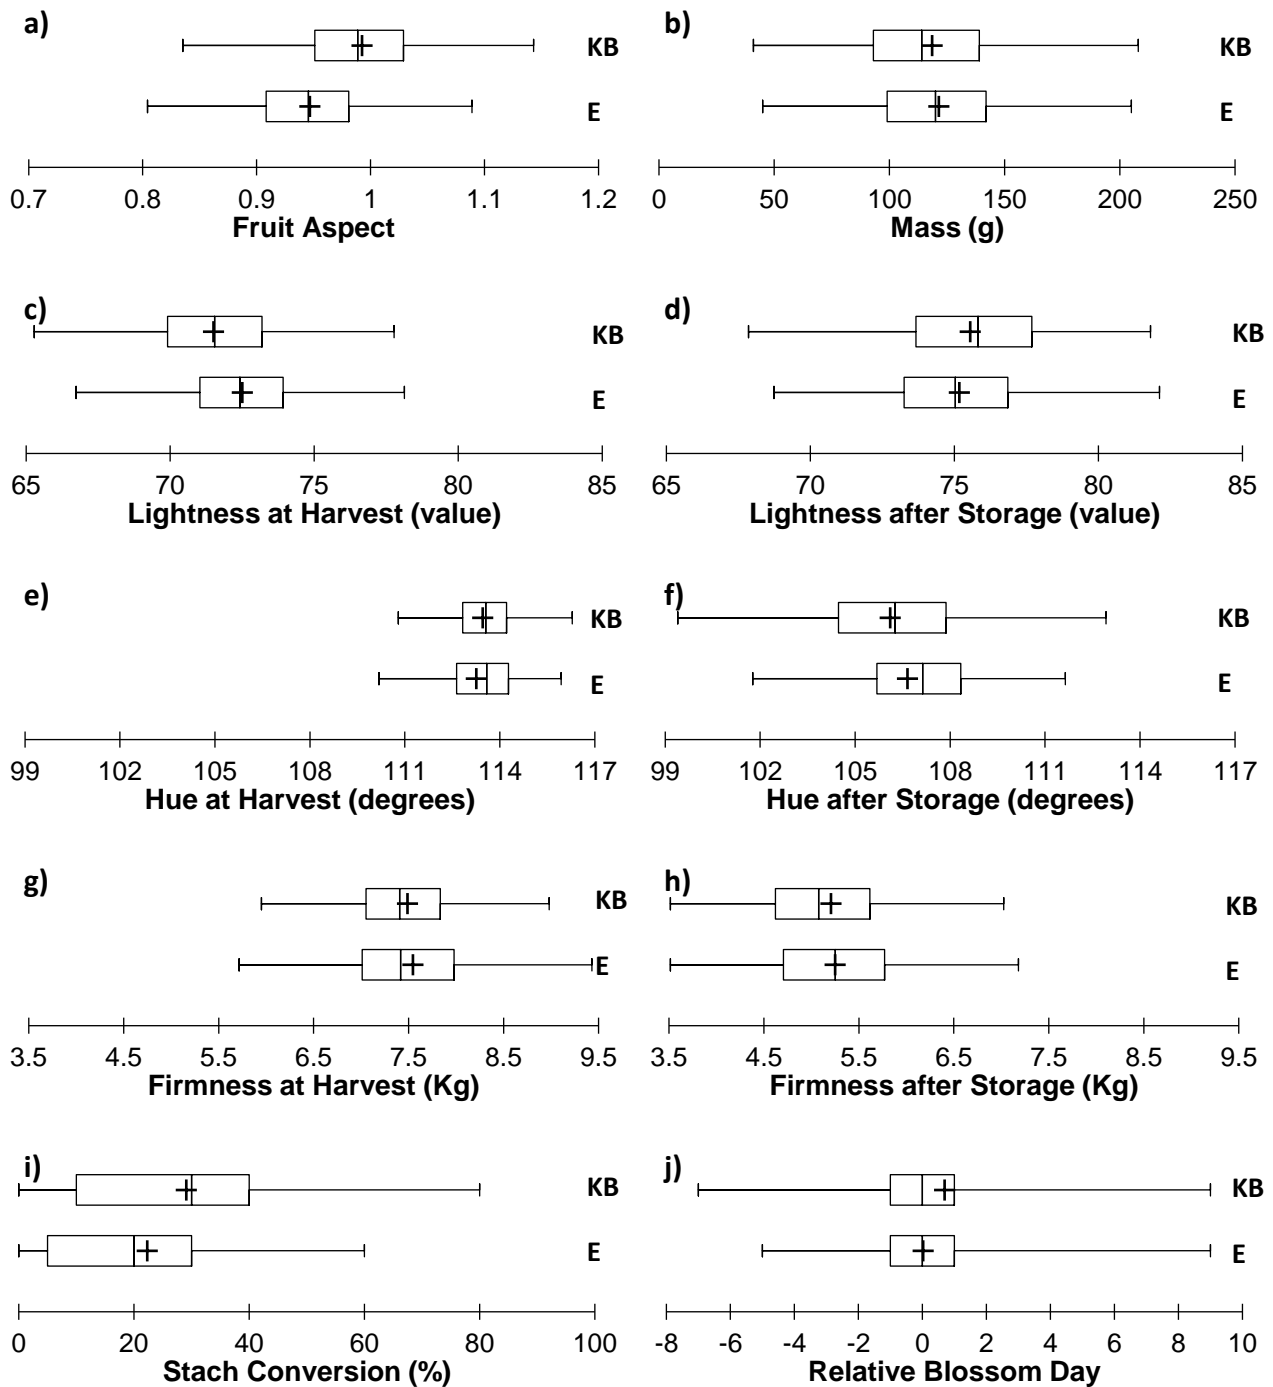 a)
KB
E
0.7 0.8 0.9 1 1.1 1.2
Fruit Aspect
b)
KB
E
0 50 100 150 200 250
Mass (g)
c)
KB
E
65 70 75 80 85
Lightness at Harvest (value)
d)
KB
E
65 70 75 80 85
Lightness after Storage (value)
e)
KB
E
99 102 105 108 111 114 117
Hue at Harvest (degrees)
f)
KB
E
99 102 105 108 111 114 117
Hue after Storage (degrees)
g)
KB
E
3.5 4.5 5.5 6.5 7.5 8.5 9.5
Firmness at Harvest (Kg)
h)
KB
E
3.5 4.5 5.5 6.5 7.5 8.5 9.5
Firmness after Storage (Kg)
i)
KB
E
0 20 40 60 80 100
Stach Conversion (%)
j)
KB
E
-8 -6 -4 -2 0 2 4 6 8 10
Relative Blossom Day